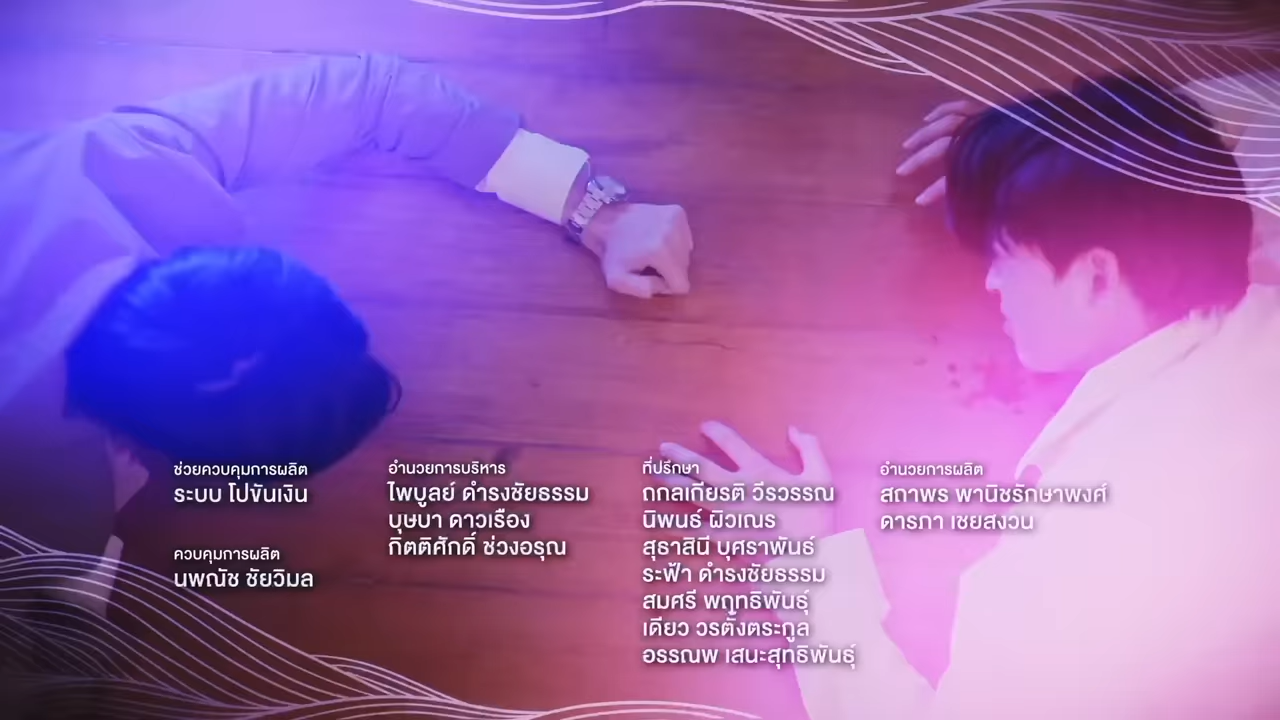 ช่วยควบคุมการผลิต
ระบบ โปขันเงิน
ควบคุมการผลิต
นพณัช ชัยวิมล
อำนวยการบริหาร
ไพบูลย์ ดำรงชัยธรรม
บุษบา ดาวเรือง
กิตติศักดิ์ ช่วงอรุณ
ที่ปรึกษา
ถกลเกียรติ วีรวรรณ
นิพนธ์ ผิวเณร
สุธาสินี บุศราพันธ์
ระฟ้า ดำรงชัยธรรม
สมศรี พฤทธิพันธุ์
เดียว วรตั้งตระกูล
อรรณพ เสนะสุทธิพันธุ์
อำนวยการผลิต
สถาพร พานิชรักษาพงศ์
ดารภา เชยสงวน